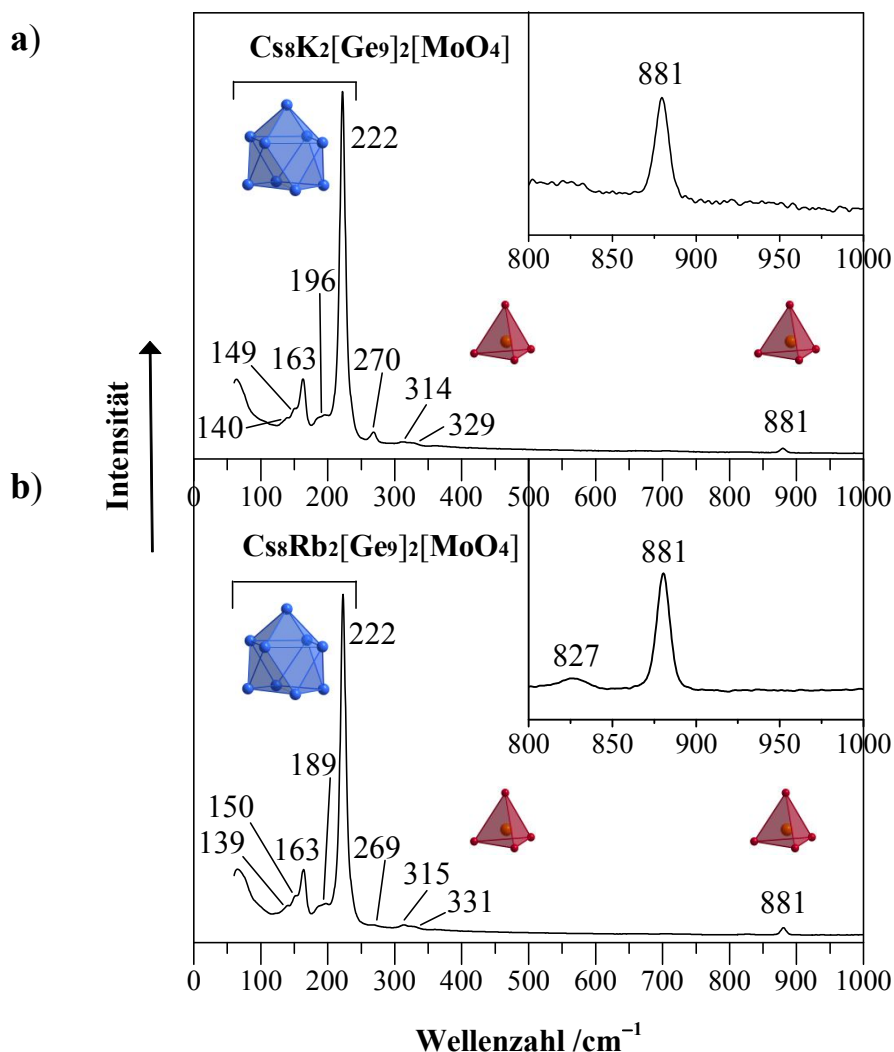 a)
Cs₈K₂[Ge₉]₂[MoO₄]
222
196
149
163
140
270
314
329
881
881
800 850 900 950 1000
0 100 200 300 400 500 600 700 800 900 1000
b)
Cs₈Rb₂[Ge₉]₂[MoO₄]
222
189
150
139
163
269
315
331
881
827
881
800 850 900 950 1000
0 100 200 300 400 500 600 700 800 900 1000
Intensität
Wellenzahl /cm⁻¹